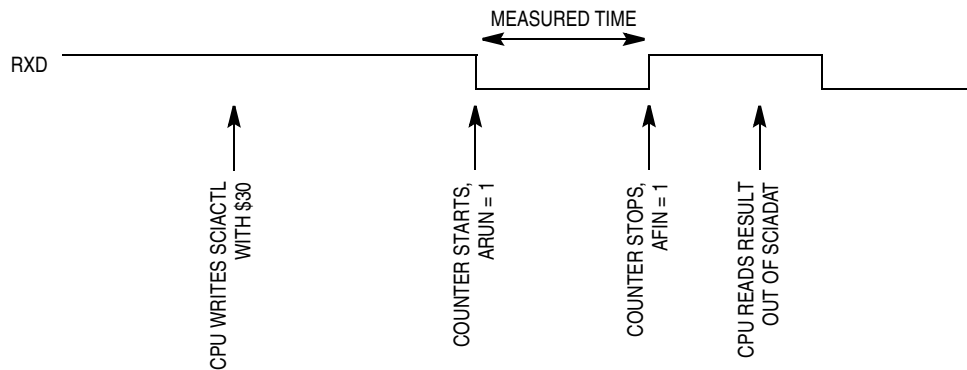 MEASURED TIME
RXD
CPU WRITES SCIACTL
WITH $30
COUNTER STARTS,
ARUN = 1
COUNTER STOPS,
AFIN = 1
CPU READS RESULT
OUT OF SCIADAT